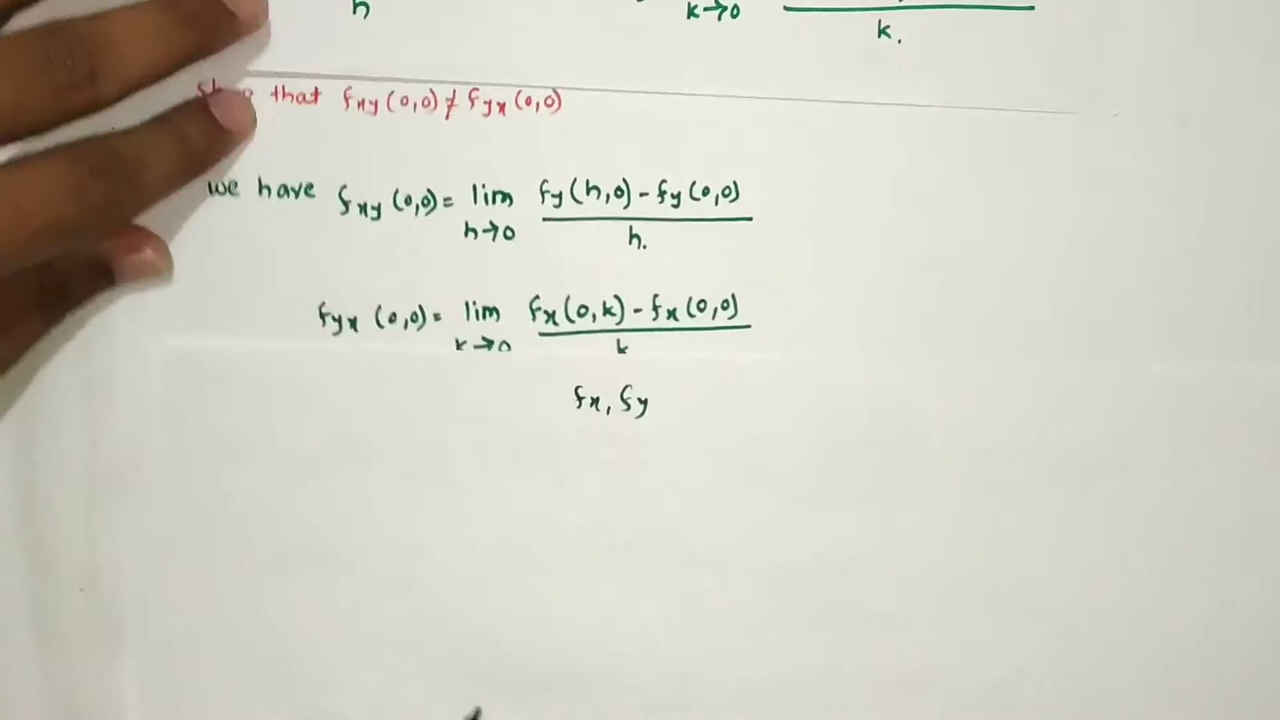 h k→0 k.
that fxy(0,0) ≠ fyx(0,0)
we have fxy(0,0) = lim h→0 fy(h,0) - fy(0,0) / h.
fyx(0,0) = lim k→0 fx(0,k) - fx(0,0) / k
fx, fy